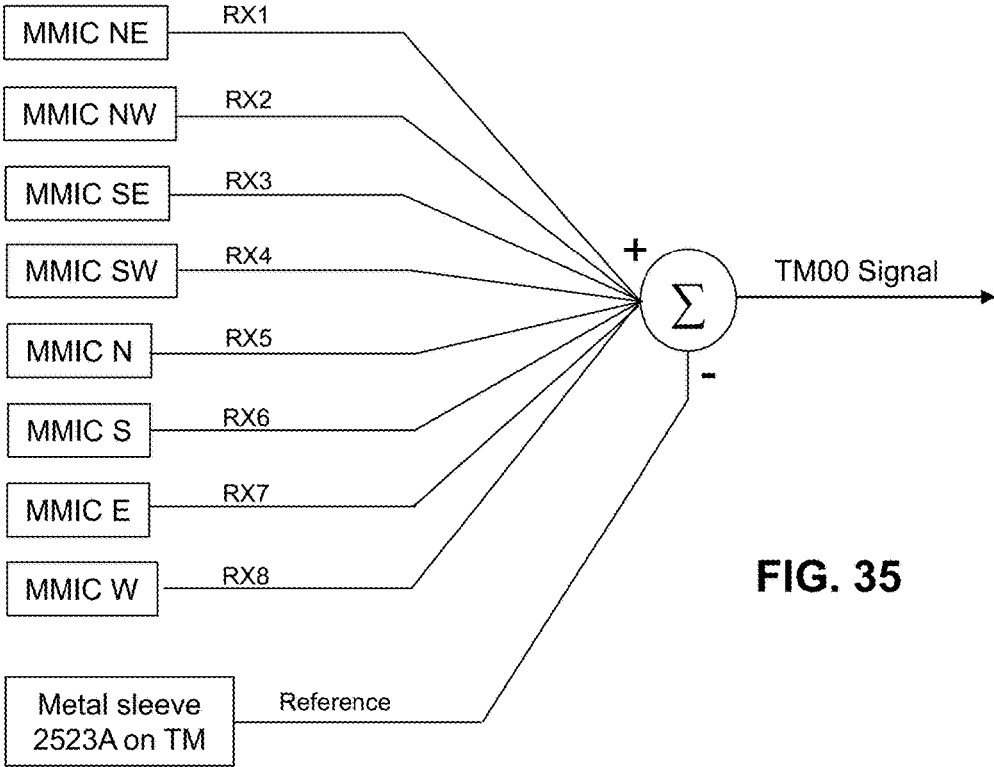 MMIC NE RX1
MMIC NW RX2
MMIC SE RX3
MMIC SW RX4
+
Σ
TM00 Signal
MMIC N RX5
-
MMIC S RX6
MMIC E RX7
MMIC W RX8
FIG. 35
Metal sleeve
2523A on TM
Reference